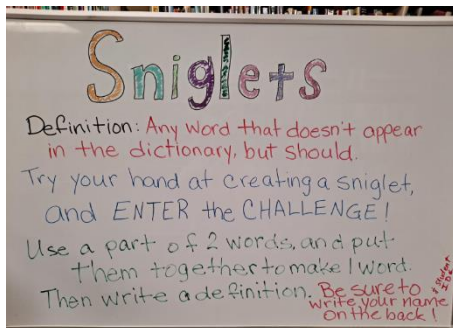 Sniglets
Definition: Any word that doesn't appear
in the dictionary, but should.
Try your hand at creating a sniglet,
and ENTER the CHALLENGE!
Use a part of 2 words, and put
them together to make 1 word.
Then write a definition. Be sure to
write your name
on the back!
* Student
ID#